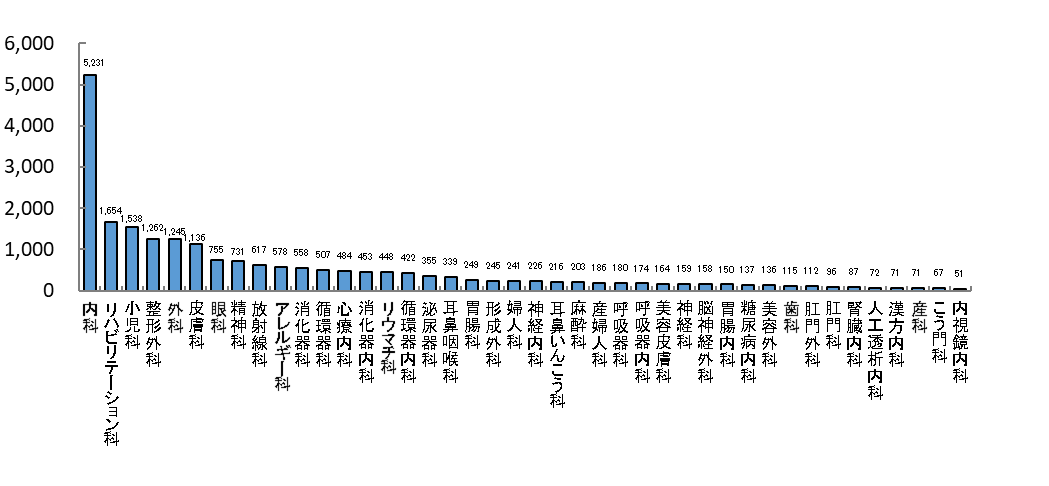 6,000
5,000
4,000
3,000
2,000
1,000
0
5,231
1,654
1,538
1,262
1,245
1,136
755
731
617
578
558
507
484
453
448
422
355
339
249
245
241
226
216
203
186
180
174
164
159
158
150
137
136
115
112
96
87
72
71
71
67
51
内科
リハビリテーション科
小児科
整形外科
外科
皮膚科
眼科
精神科
放射線科
アレルギー科
消化器科
循環器科
心療内科
消化器内科
リウマチ科
循環器内科
泌尿器科
耳鼻咽喉科
胃腸科
形成外科
婦人科
神経内科
耳鼻いんこう科
麻酔科
産婦人科
呼吸器科
呼吸器内科
美容皮膚科
神経科
脳神経外科
胃腸内科
糖尿病内科
美容外科
歯科
肛門外科
肛門科
腎臓内科
人工透析内科
漢方内科
産科
こう門科
内視鏡内科